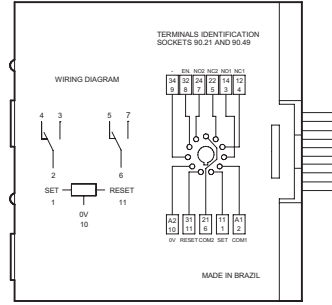 TERMINALS IDENTIFICATION
SOCKETS 90.21 AND 90.49
WIRING DIAGRAM
- EN. NO2 NC2 NO1 NC1
34 32 24 22 14 12
9 8 7 5 3 4
4 3 5 7
2 6
SET RESET
1 11
0V
10
A2 31 21 11 A1
10 11 6 1 2
0V RESET COM2 SET COM1
MADE IN BRAZIL